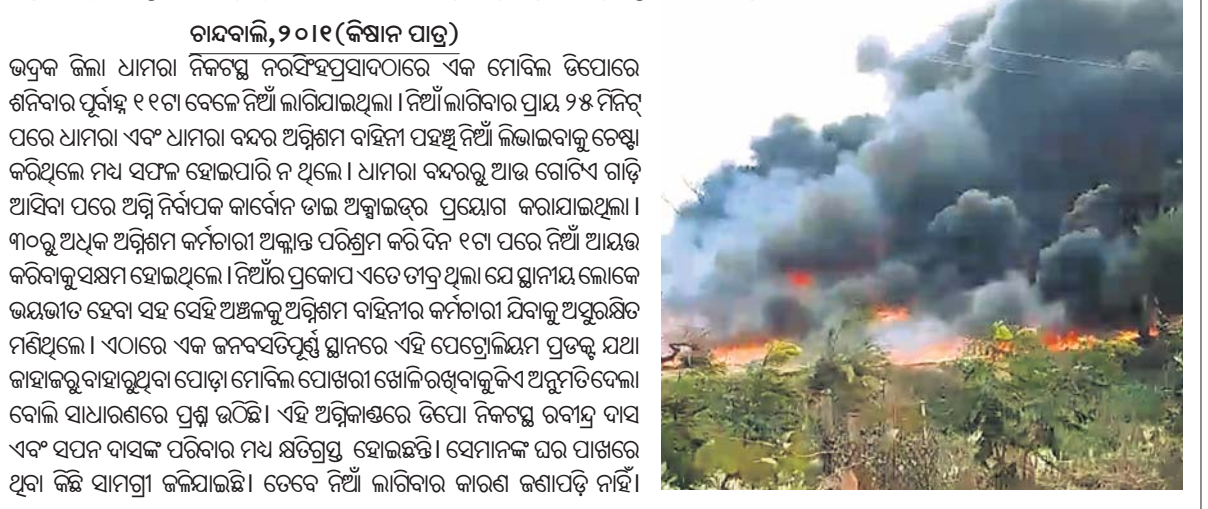 ଚାନ୍ଦବାଲି,୨୦।୧(କିଷାନ ପାତ୍ର)
ଭଦ୍ରକ ଜିଲା ଧାମରା ନିକଟସ୍ଥ ନରସିଂହପ୍ରସାଦଠାରେ ଏକ ମୋବିଲ ଡିପୋରେ
ଶନିବାର ପୂର୍ବାହ୍ନ ୧୧ଟା ବେଳେ ନିଆଁ ଲାଗିଯାଇଥିଲା । ନିଆଁ ଲାଗିବାର ପ୍ରାୟ ୨୫ ମିନିଟ୍
ପରେ ଧାମରା ଏବଂ ଧାମରା ବନ୍ଦର ଅଗ୍ନିଶମ ବାହିନୀ ପହଞ୍ଚି ନିଆଁ ଲିଭାଇବାକୁ ଚେଷ୍ଟା
କରିଥିଲେ ମଧ୍ୟ ସଫଳ ହୋଇପାରି ନ ଥିଲେ । ଧାମରା ବନ୍ଦରରୁ ଆଉ ଗୋଟିଏ ଗାଡ଼ି
ଆସିବା ପରେ ଅଗ୍ନି ନିର୍ବାପକ କାର୍ବୋନ ଡାଇ ଅକ୍ସାଇଡ୍‌ର ପ୍ରୟୋଗ କରାଯାଇଥିଲା ।
୩୦ରୁ ଅଧିକ ଅଗ୍ନିଶମ କର୍ମଚାରୀ ଅକ୍ଳାନ୍ତ ପରିଶ୍ରମ କରି ଦିନ ୧ଟା ପରେ ନିଆଁ ଆୟତ୍ତ
କରିବାକୁ ସକ୍ଷମ ହୋଇଥିଲେ । ନିଆଁର ପ୍ରକୋପ ଏତେ ତୀବ୍ର ଥିଲା ଯେ ସ୍ଥାନୀୟ ଲୋକେ
ଭୟଭୀତ ହେବା ସହ ସେହି ଅଞ୍ଚଳକୁ ଅଗ୍ନିଶମ ବାହିନୀର କର୍ମଚାରୀ ଯିବାକୁ ଅସୁରକ୍ଷିତ
ମଣିଥିଲେ । ଏଠାରେ ଏକ ଜନବସତିପୂର୍ଣ୍ଣ ସ୍ଥାନରେ ଏହି ପେଟ୍ରୋଲିୟମ ପ୍ରଡକ୍ଟ ଯଥା
ଜାହାଜରୁ ବାହାରୁଥିବା ପୋଡ଼ା ମୋବିଲ ପୋଖରୀ ଖୋଳି ରଖିବାକୁ କିଏ ଅନୁମତି ଦେଲା
ବୋଲି ସାଧାରଣରେ ପ୍ରଶ୍ନ ଉଠିଛି । ଏହି ଅଗ୍ନିକାଣ୍ଡରେ ଡିପୋ ନିକଟସ୍ଥ ରବୀନ୍ଦ୍ର ଦାସ
ଏବଂ ସପନ ଦାସଙ୍କ ପରିବାର ମଧ୍ୟ କ୍ଷତିଗ୍ରସ୍ତ ହୋଇଛନ୍ତି । ସେମାନଙ୍କ ଘର ପାଖରେ
ଥିବା କିଛି ସାମଗ୍ରୀ ଜଳିଯାଇଛି । ତେବେ ନିଆଁ ଲାଗିବାର କାରଣ ଜଣାପଡ଼ି ନାହିଁ ।